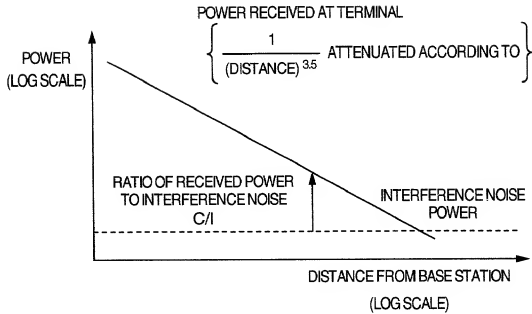 POWER RECEIVED AT TERMINAL
{ 1 / (DISTANCE) 3.5 ATTENUATED ACCORDING TO }
POWER
(LOG SCALE)
RATIO OF RECEIVED POWER
TO INTERFERENCE NOISE
C/I
INTERFERENCE NOISE
POWER
DISTANCE FROM BASE STATION
(LOG SCALE)